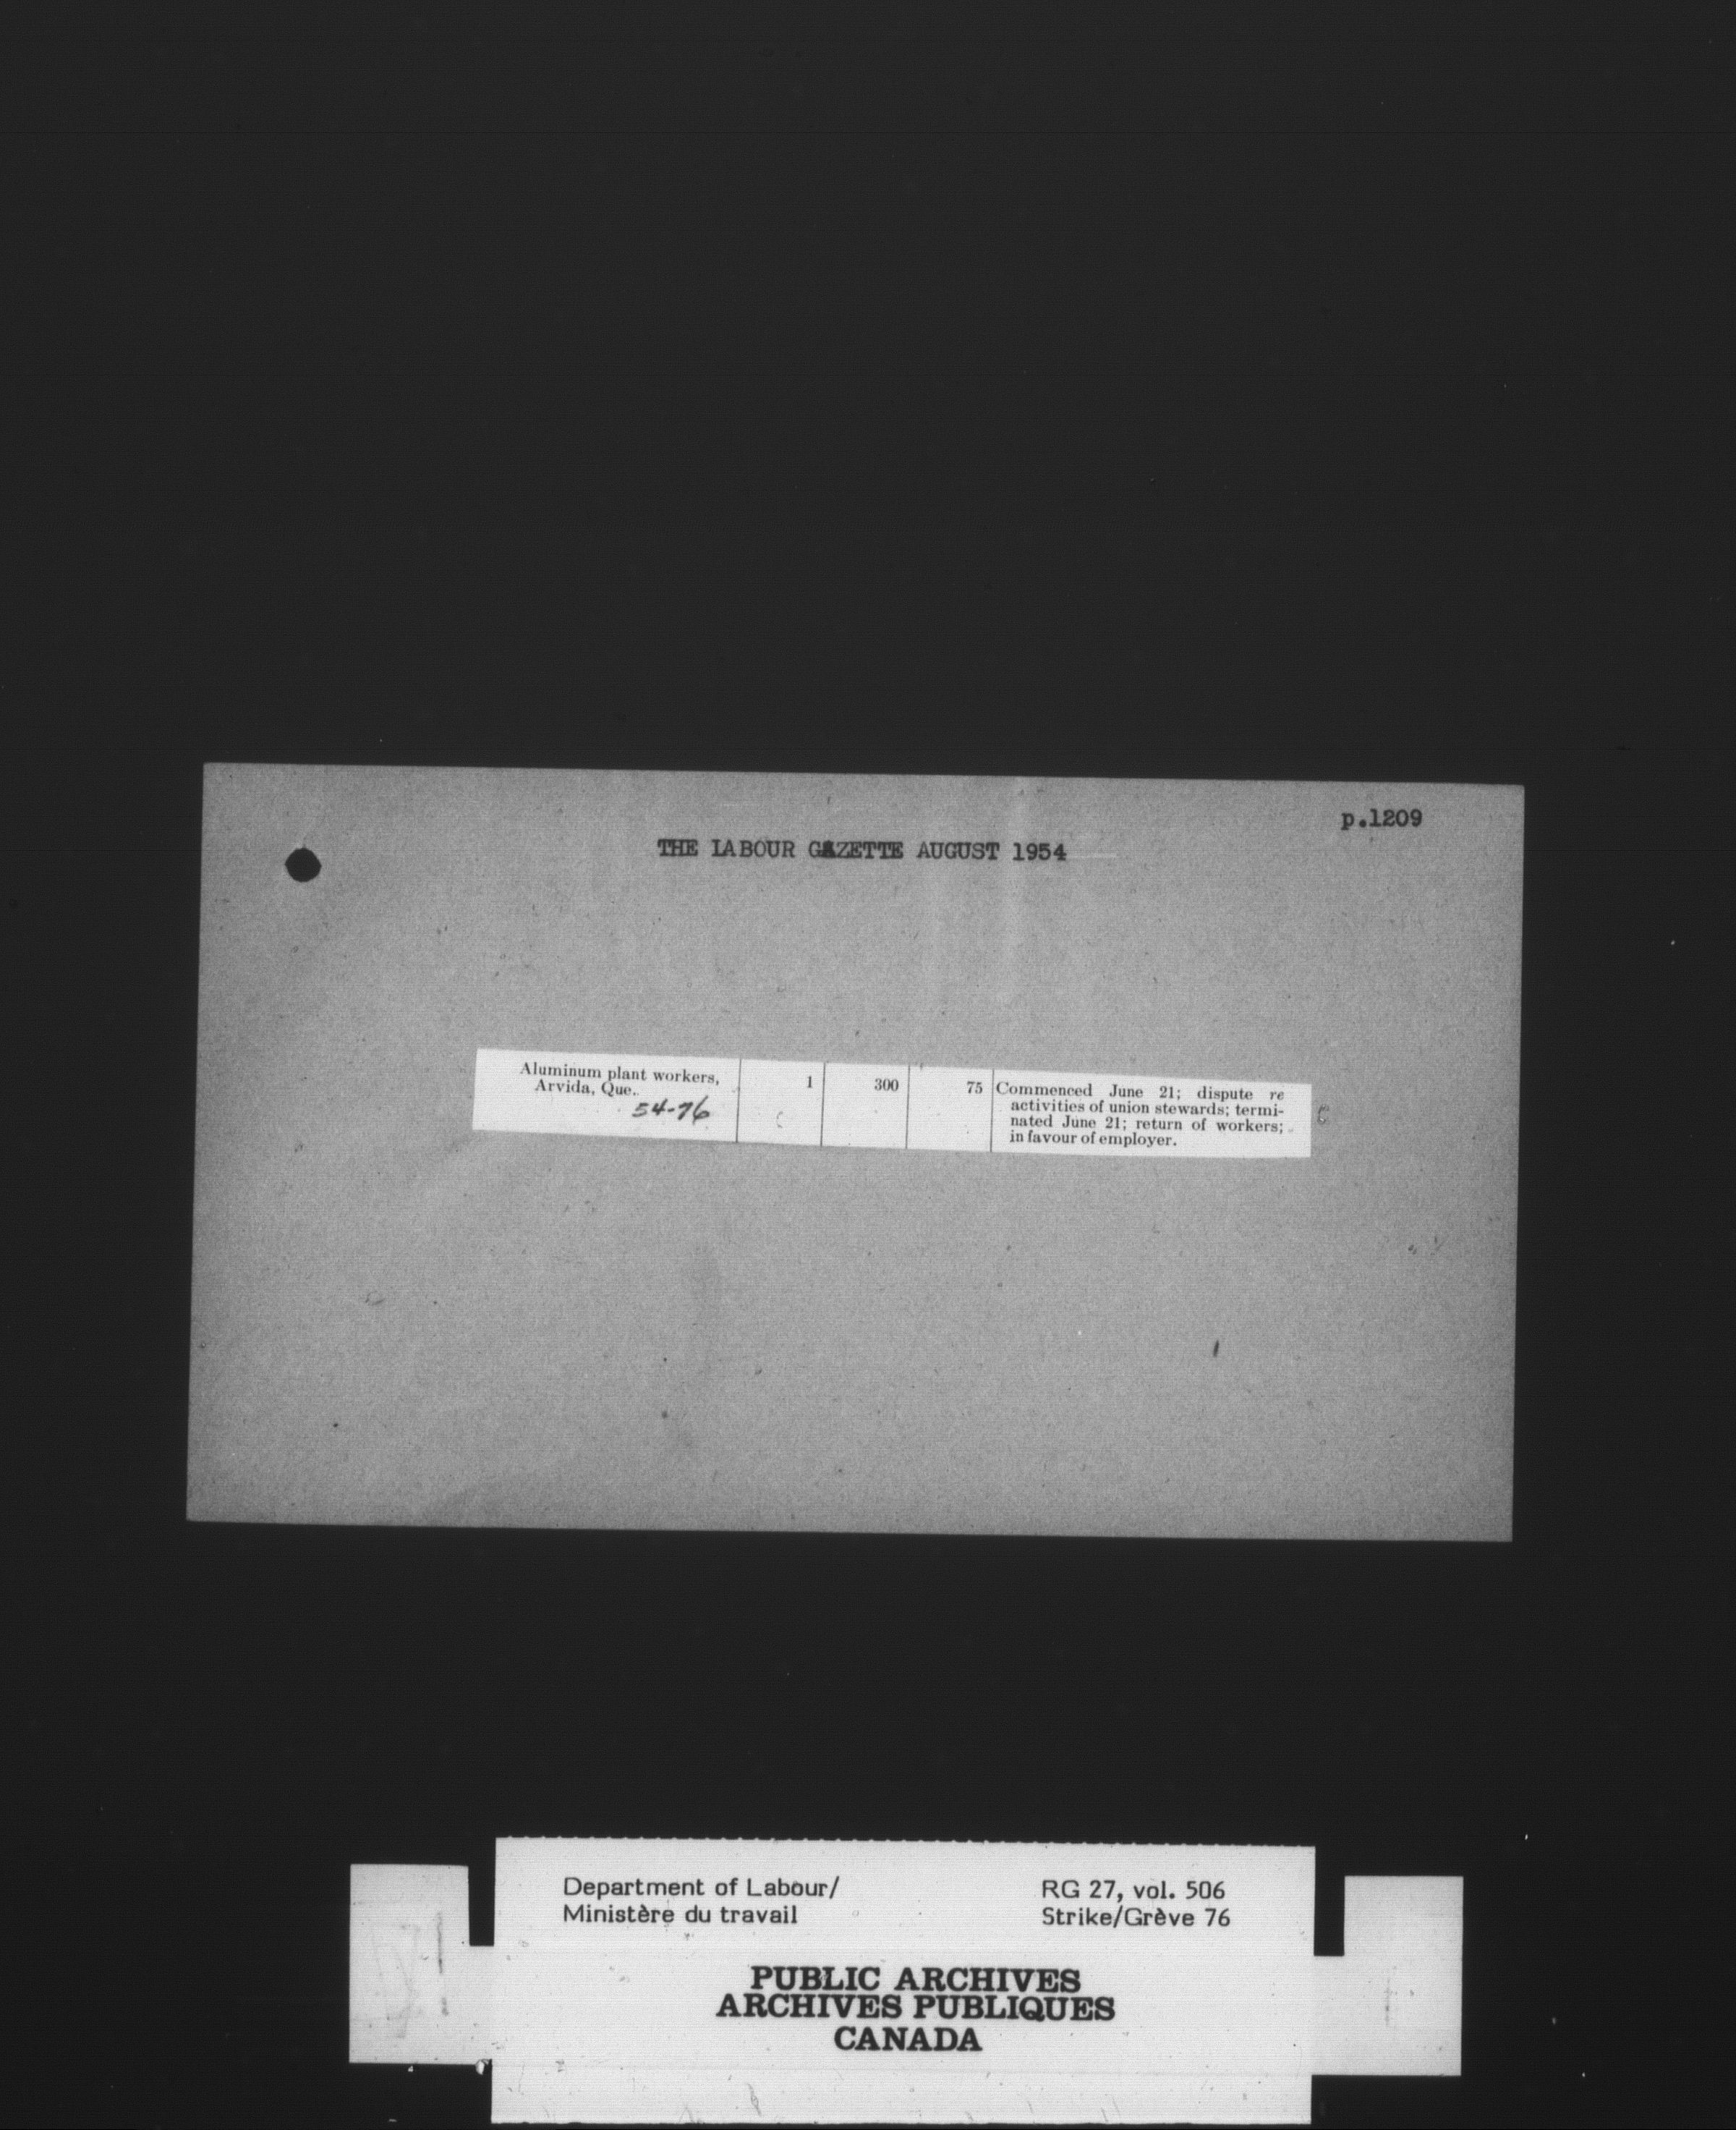 p.1209
THE LABOUR GAZETTE AUGUST 1954
Aluminum plant workers,
Arvida, Que.
54-76
1
300
75
Commenced June 21; dispute re
activities of union stewards; termi-
nated June 21; return of workers;
in favour of employer.
Department of Labour/
Ministère du travail
RG 27, vol. 506
Strike/Grève 76
PUBLIC ARCHIVES
ARCHIVES PUBLIQUES
CANADA